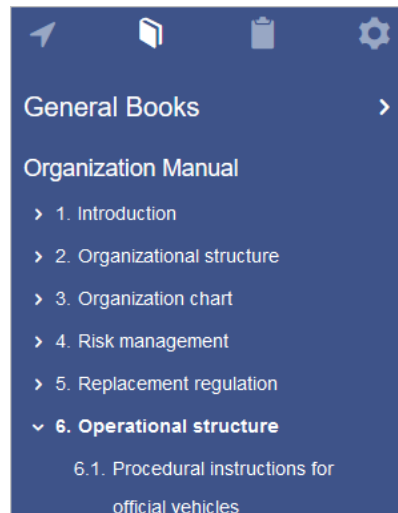 General Books
Organization Manual
1. Introduction
2. Organizational structure
3. Organization chart
4. Risk management
5. Replacement regulation
6. Operational structure
6.1. Procedural instructions for
official vehicles